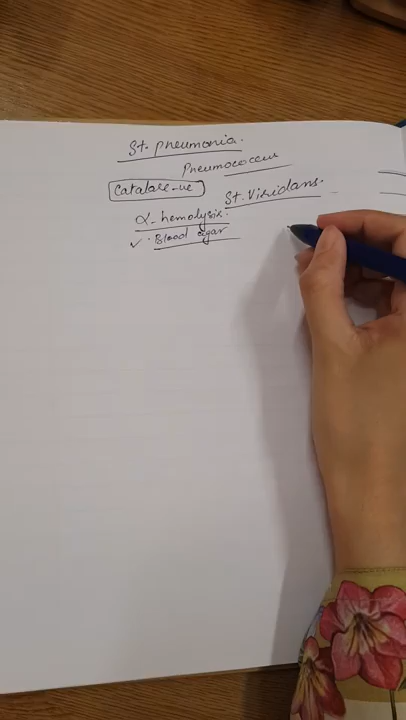 St. pneumonia.
Pneumococcus
Catalase -ve
St. Viridans.
α- hemolysis.
✓ · Blood agar